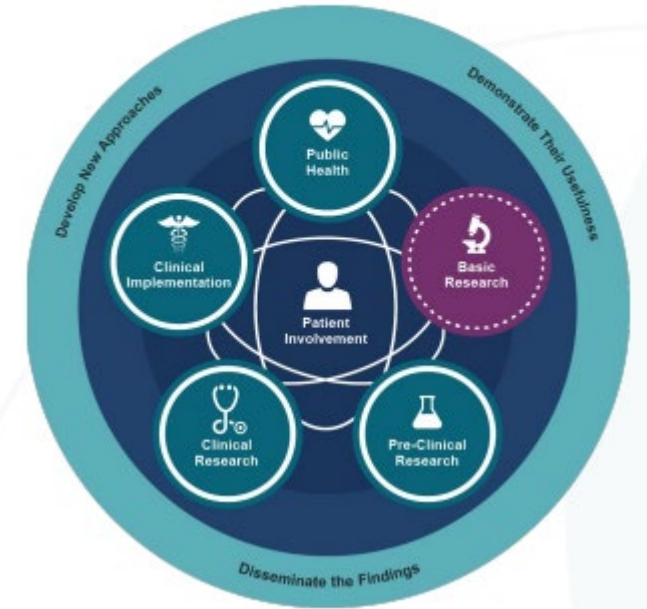 Develop New Approaches
Demonstrate Their Usefulness
Public
Health
Clinical
Implementation
Basic
Research
Patient
Involvement
Clinical
Research
Pre-Clinical
Research
Disseminate the Findings